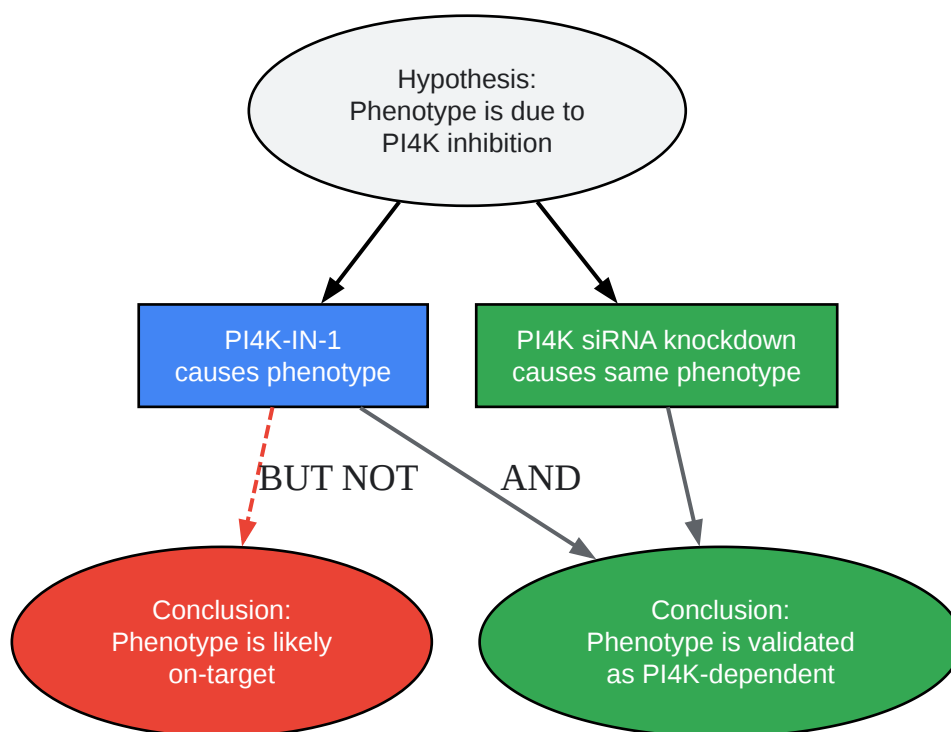 Hypothesis:
Phenotype is due to
PI4K inhibition
PI4K-IN-1
causes phenotype
PI4K siRNA knockdown
causes same phenotype
BUT NOT
AND
Conclusion:
Phenotype is likely
on-target
Conclusion:
Phenotype is validated
as PI4K-dependent